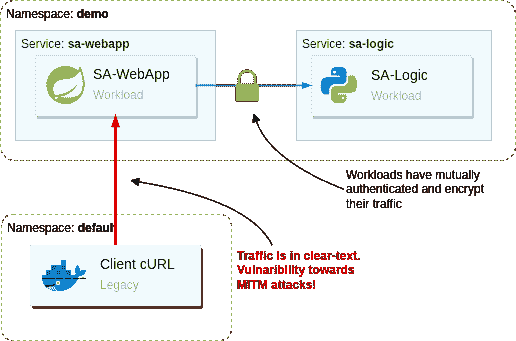 Namespace: demo
Service: sa-webapp
Service: sa-logic
SA-WebApp
Workload
SA-Logic
Workload
Workloads have mutually
authenticated and encrypt
their traffic
Namespace: default
Traffic is in clear-text.
Vulnaribility towards
MITM attacks!
Client cURL
Legacy